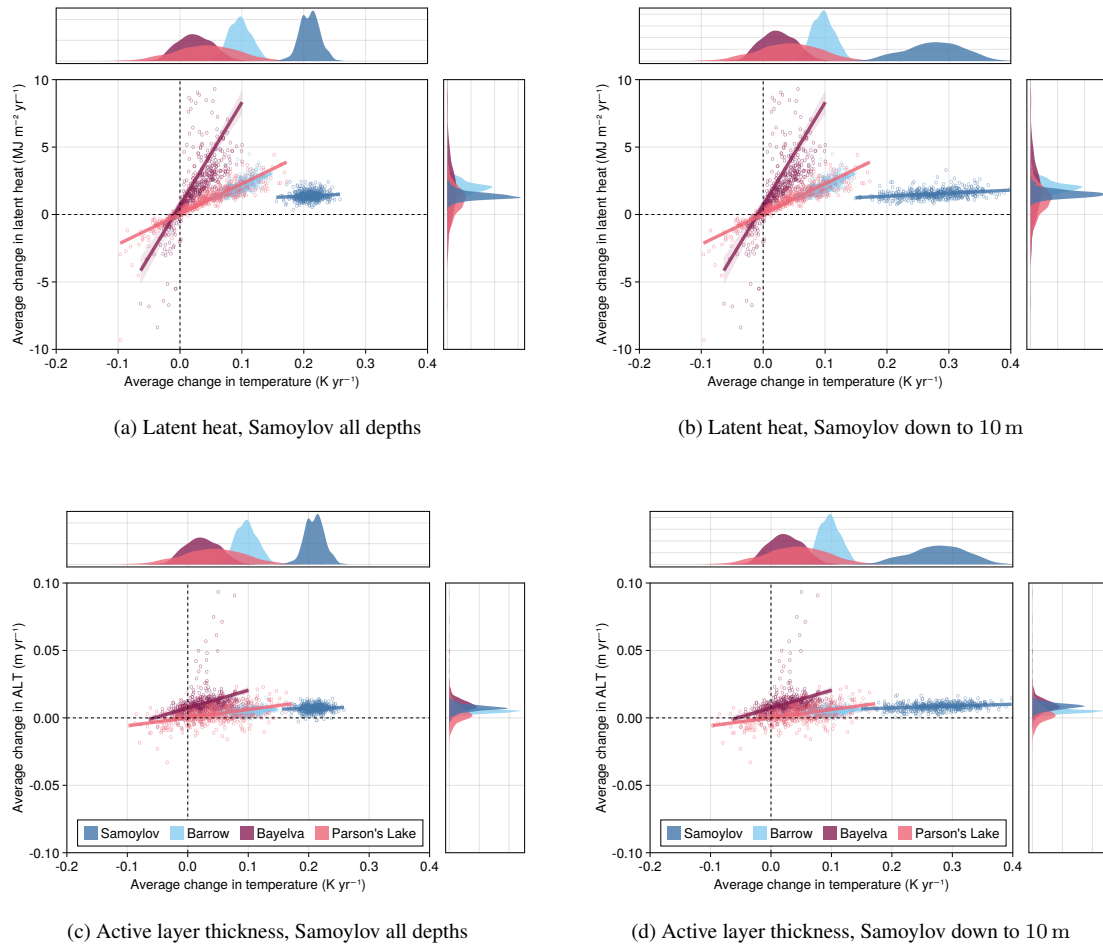 10
5
0
-5
-10
Average change in latent heat (MJ m⁻² yr⁻¹)
-0.2 -0.1 0.0 0.1 0.2 0.3 0.4
Average change in temperature (K yr⁻¹)
(a) Latent heat, Samoylov all depths
10
5
0
-5
-10
Average change in latent heat (MJ m⁻² yr⁻¹)
-0.2 -0.1 0.0 0.1 0.2 0.3 0.4
Average change in temperature (K yr⁻¹)
(b) Latent heat, Samoylov down to 10 m
0.10
0.05
0.00
-0.05
-0.10
Average change in ALT (m yr⁻¹)
Samoylov Barrow Bayelva Parson's Lake
-0.2 -0.1 0.0 0.1 0.2 0.3 0.4
Average change in temperature (K yr⁻¹)
(c) Active layer thickness, Samoylov all depths
0.10
0.05
0.00
-0.05
-0.10
Average change in ALT (m yr⁻¹)
Samoylov Barrow Bayelva Parson's Lake
-0.2 -0.1 0.0 0.1 0.2 0.3 0.4
Average change in temperature (K yr⁻¹)
(d) Active layer thickness, Samoylov down to 10 m